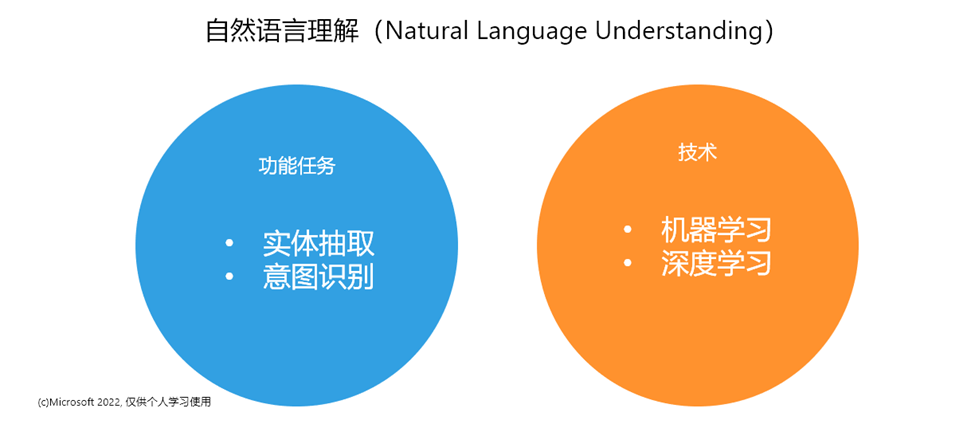 自然语言理解（Natural Language Understanding）
功能任务
• 实体抽取
• 意图识别
技术
• 机器学习
• 深度学习
(c)Microsoft 2022, 仅供个人学习使用